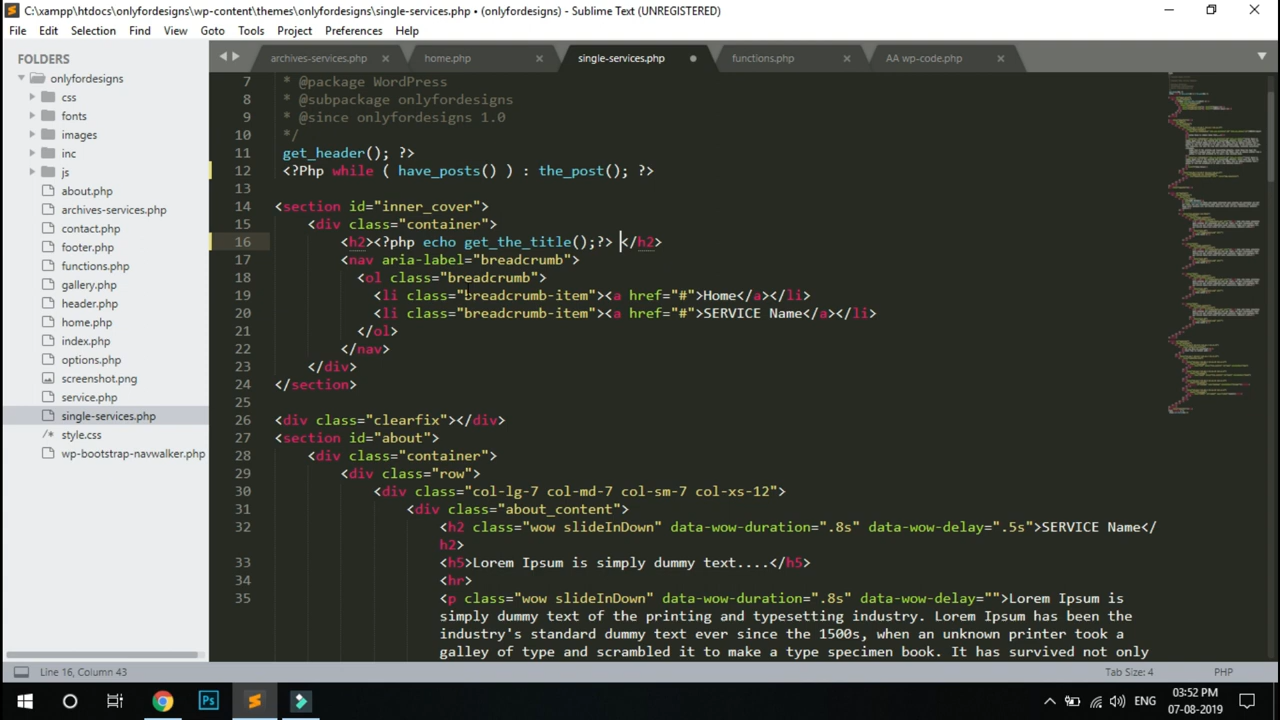 C:\xampp\htdocs\onlyfordesigns\wp-content\themes\onlyfordesigns\single-services.php • (onlyfordesigns) - Sublime Text (UNREGISTERED)
File Edit Selection Find View Goto Tools Project Preferences Help
FOLDERS
onlyfordesigns
css
fonts
images
inc
js
about.php
archives-services.php
contact.php
footer.php
functions.php
gallery.php
header.php
home.php
index.php
options.php
screenshot.png
service.php
single-services.php
style.css
wp-bootstrap-navwalker.php
archives-services.php home.php single-services.php functions.php AA wp-code.php
7 * @package WordPress
8 * @subpackage onlyfordesigns
9 * @since onlyfordesigns 1.0
10 */
11 get_header(); ?>
12 <?Php while ( have_posts() ) : the_post(); ?>
13
14 <section id="inner_cover">
15 <div class="container">
16 <h2><?php echo get_the_title();?> </h2>
17 <nav aria-label="breadcrumb">
18 <ol class="breadcrumb">
19 <li class="breadcrumb-item"><a href="#">Home</a></li>
20 <li class="breadcrumb-item"><a href="#">SERVICE Name</a></li>
21 </ol>
22 </nav>
23 </div>
24 </section>
25
26 <div class="clearfix"></div>
27 <section id="about">
28 <div class="container">
29 <div class="row">
30 <div class="col-lg-7 col-md-7 col-sm-7 col-xs-12">
31 <div class="about_content">
32 <h2 class="wow slideInDown" data-wow-duration=".8s" data-wow-delay=".5s">SERVICE Name</
h2>
33 <h5>Lorem Ipsum is simply dummy text....</h5>
34 <hr>
35 <p class="wow slideInDown" data-wow-duration=".8s" data-wow-delay="">Lorem Ipsum is
simply dummy text of the printing and typesetting industry. Lorem Ipsum has been the
industry's standard dummy text ever since the 1500s, when an unknown printer took a
galley of type and scrambled it to make a type specimen book. It has survived not only
Line 16, Column 43 Tab Size: 4 PHP
Ps ENG 03:52 PM
07-08-2019